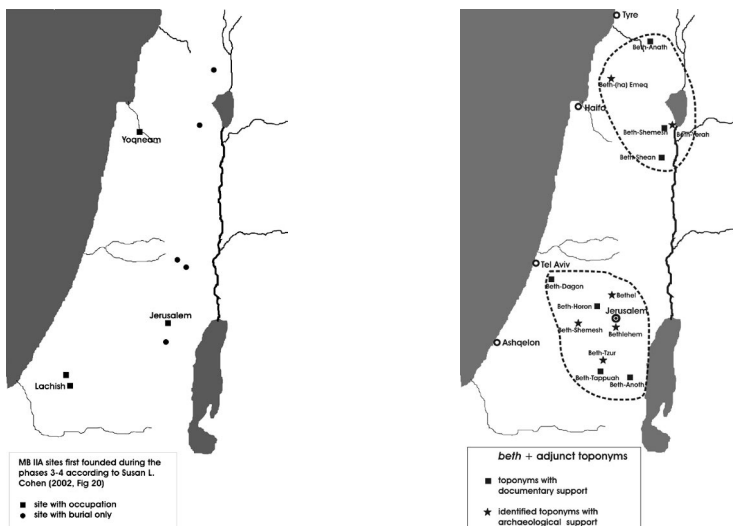 Yoqneam
Jerusalem
Lachish
MB IIA sites first founded during the
phases 3-4 according to Susan L.
Cohen (2002, Fig 20)
site with occupation
site with burial only
Tyre
Beth-Anath
Beth-(ha) Emeq
Haifa
Beth-Shemesh
Beth-Yerah
Beth-Shean
Tel Aviv
Beth-Dagon
Bethel
Beth-Horon
Jerusalem
Beth-Shemesh
Bethlehem
Ashqelon
Beth-Tzur
Beth-Tappuah
Beth-Anoth
beth + adjunct toponyms
toponyms with
documentary support
identified toponyms with
archaeological support